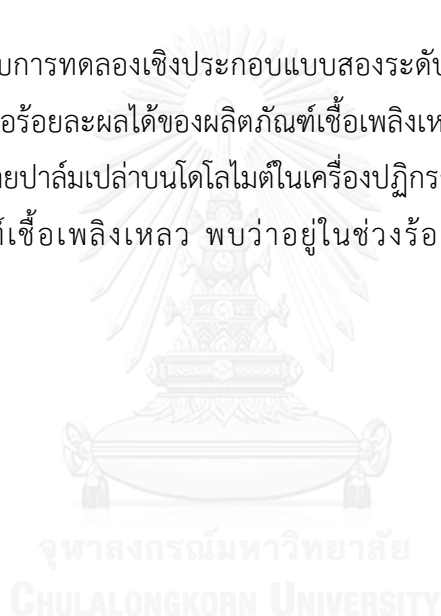 บการทดลองเชิงประกอบแบบสองระดับ
อร้อยละผลได้ของผลิตภัณฑ์เชื้อเพลิงเห
ายปาล์มเปล่าบนโดโลไมต์ในเครื่องปฏิกร
์เชื้อเพลิงเหลว พบว่าอยู่ในช่วงร้อ
จุฬาลงกรณ์มหาวิทยาลัย
CHULALONGKORN UNIVERSITY